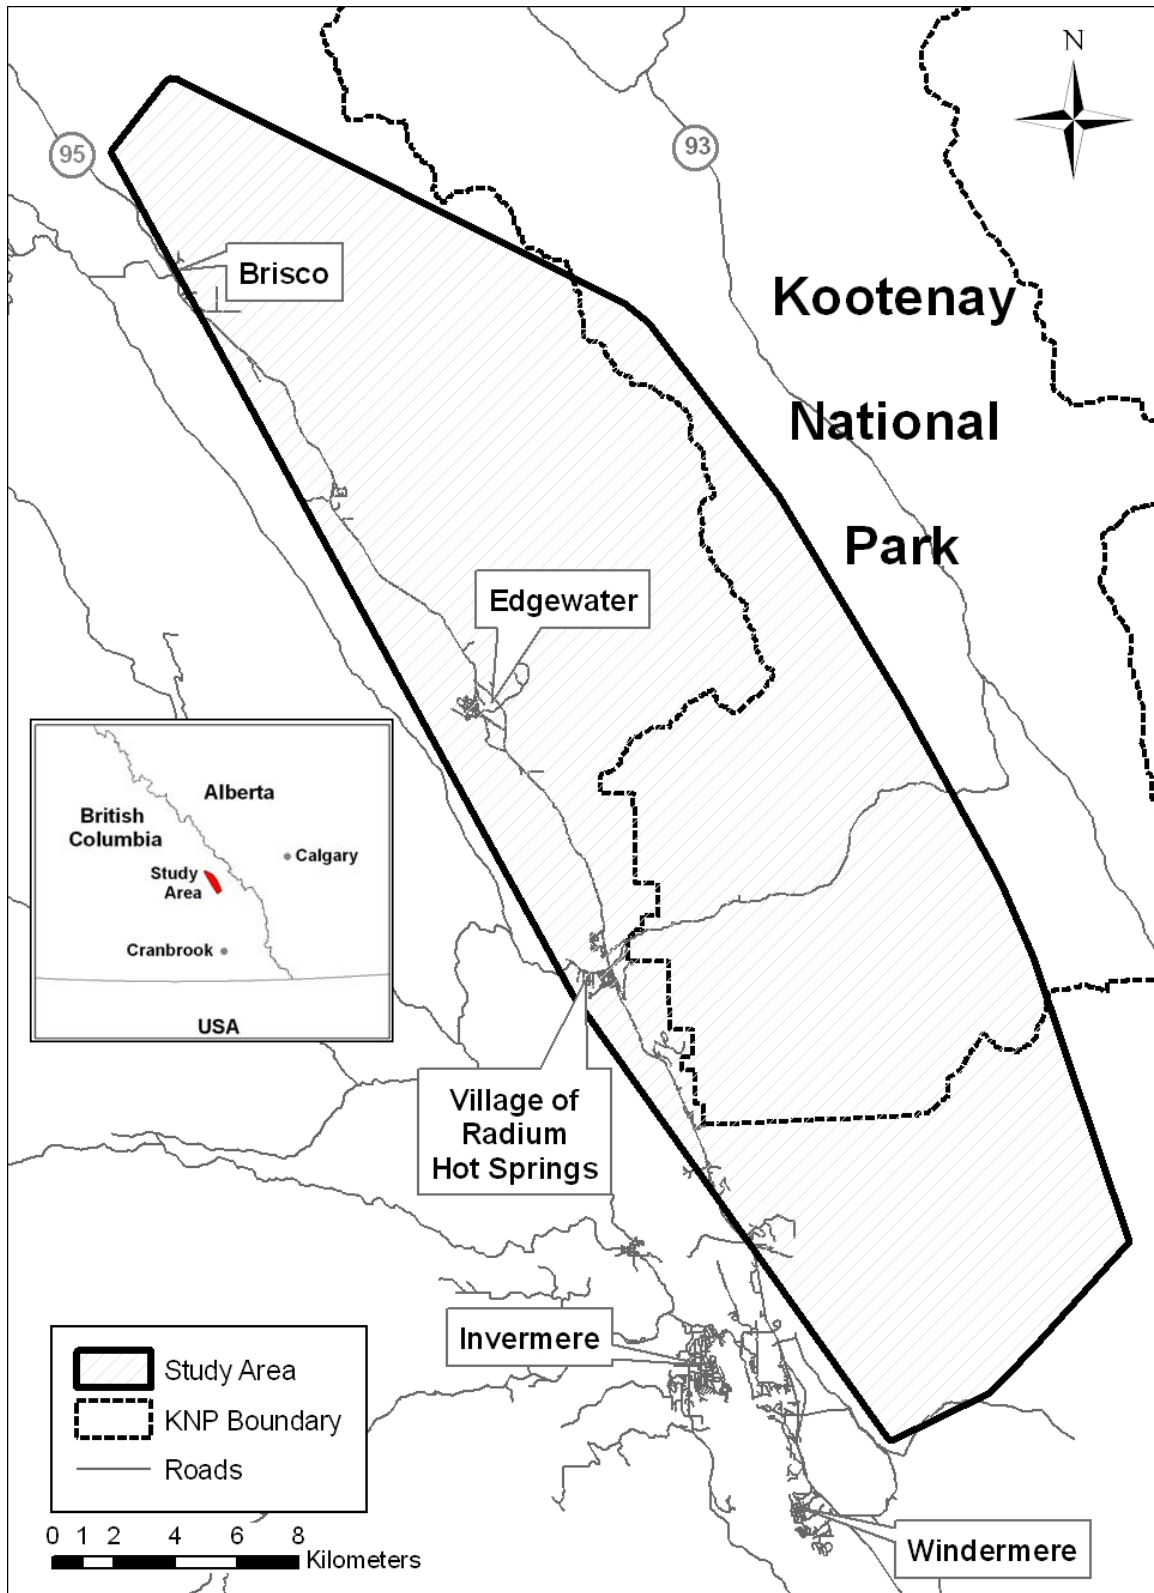 N
95
93
Brisco
Kootenay
National
Park
Edgewater
Alberta
British
Columbia
Calgary
Study
Area
Cranbrook
USA
Village of
Radium
Hot Springs
Invermere
Study Area
KNP Boundary
Roads
0 1 2 4 6 8
Kilometers
Windermere